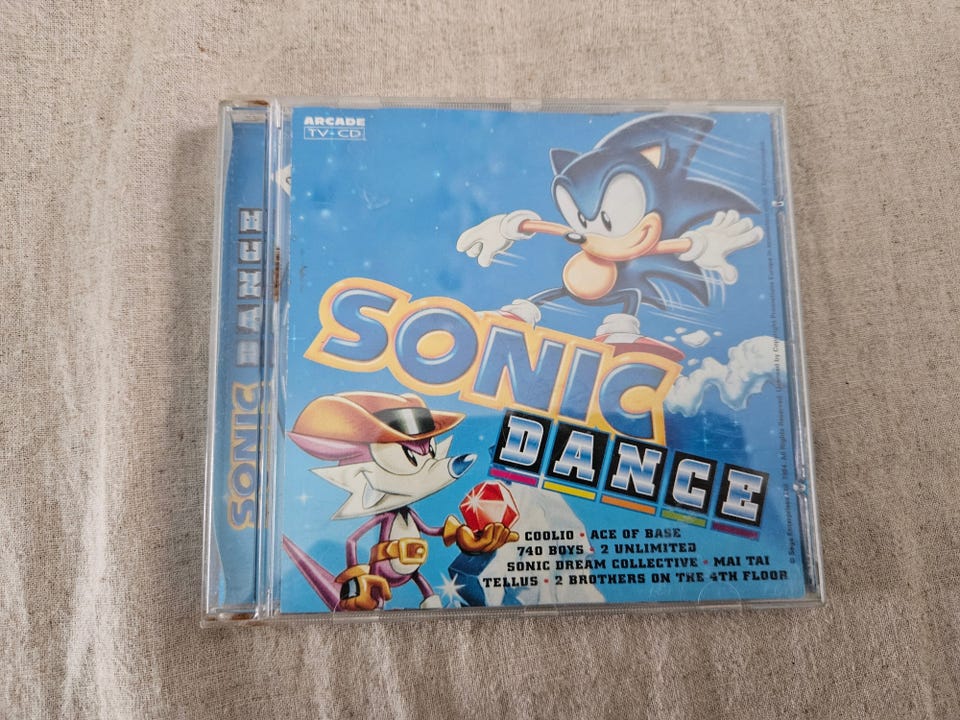 ARCADE
TV·CD
SONIC DANCE
SONIC
DANCE
COOLIO • ACE OF BASE
740 BOYS • 2 UNLIMITED
SONIC DREAM COLLECTIVE • MAI TAI
TELLUS • 2 BROTHERS ON THE 4TH FLOOR